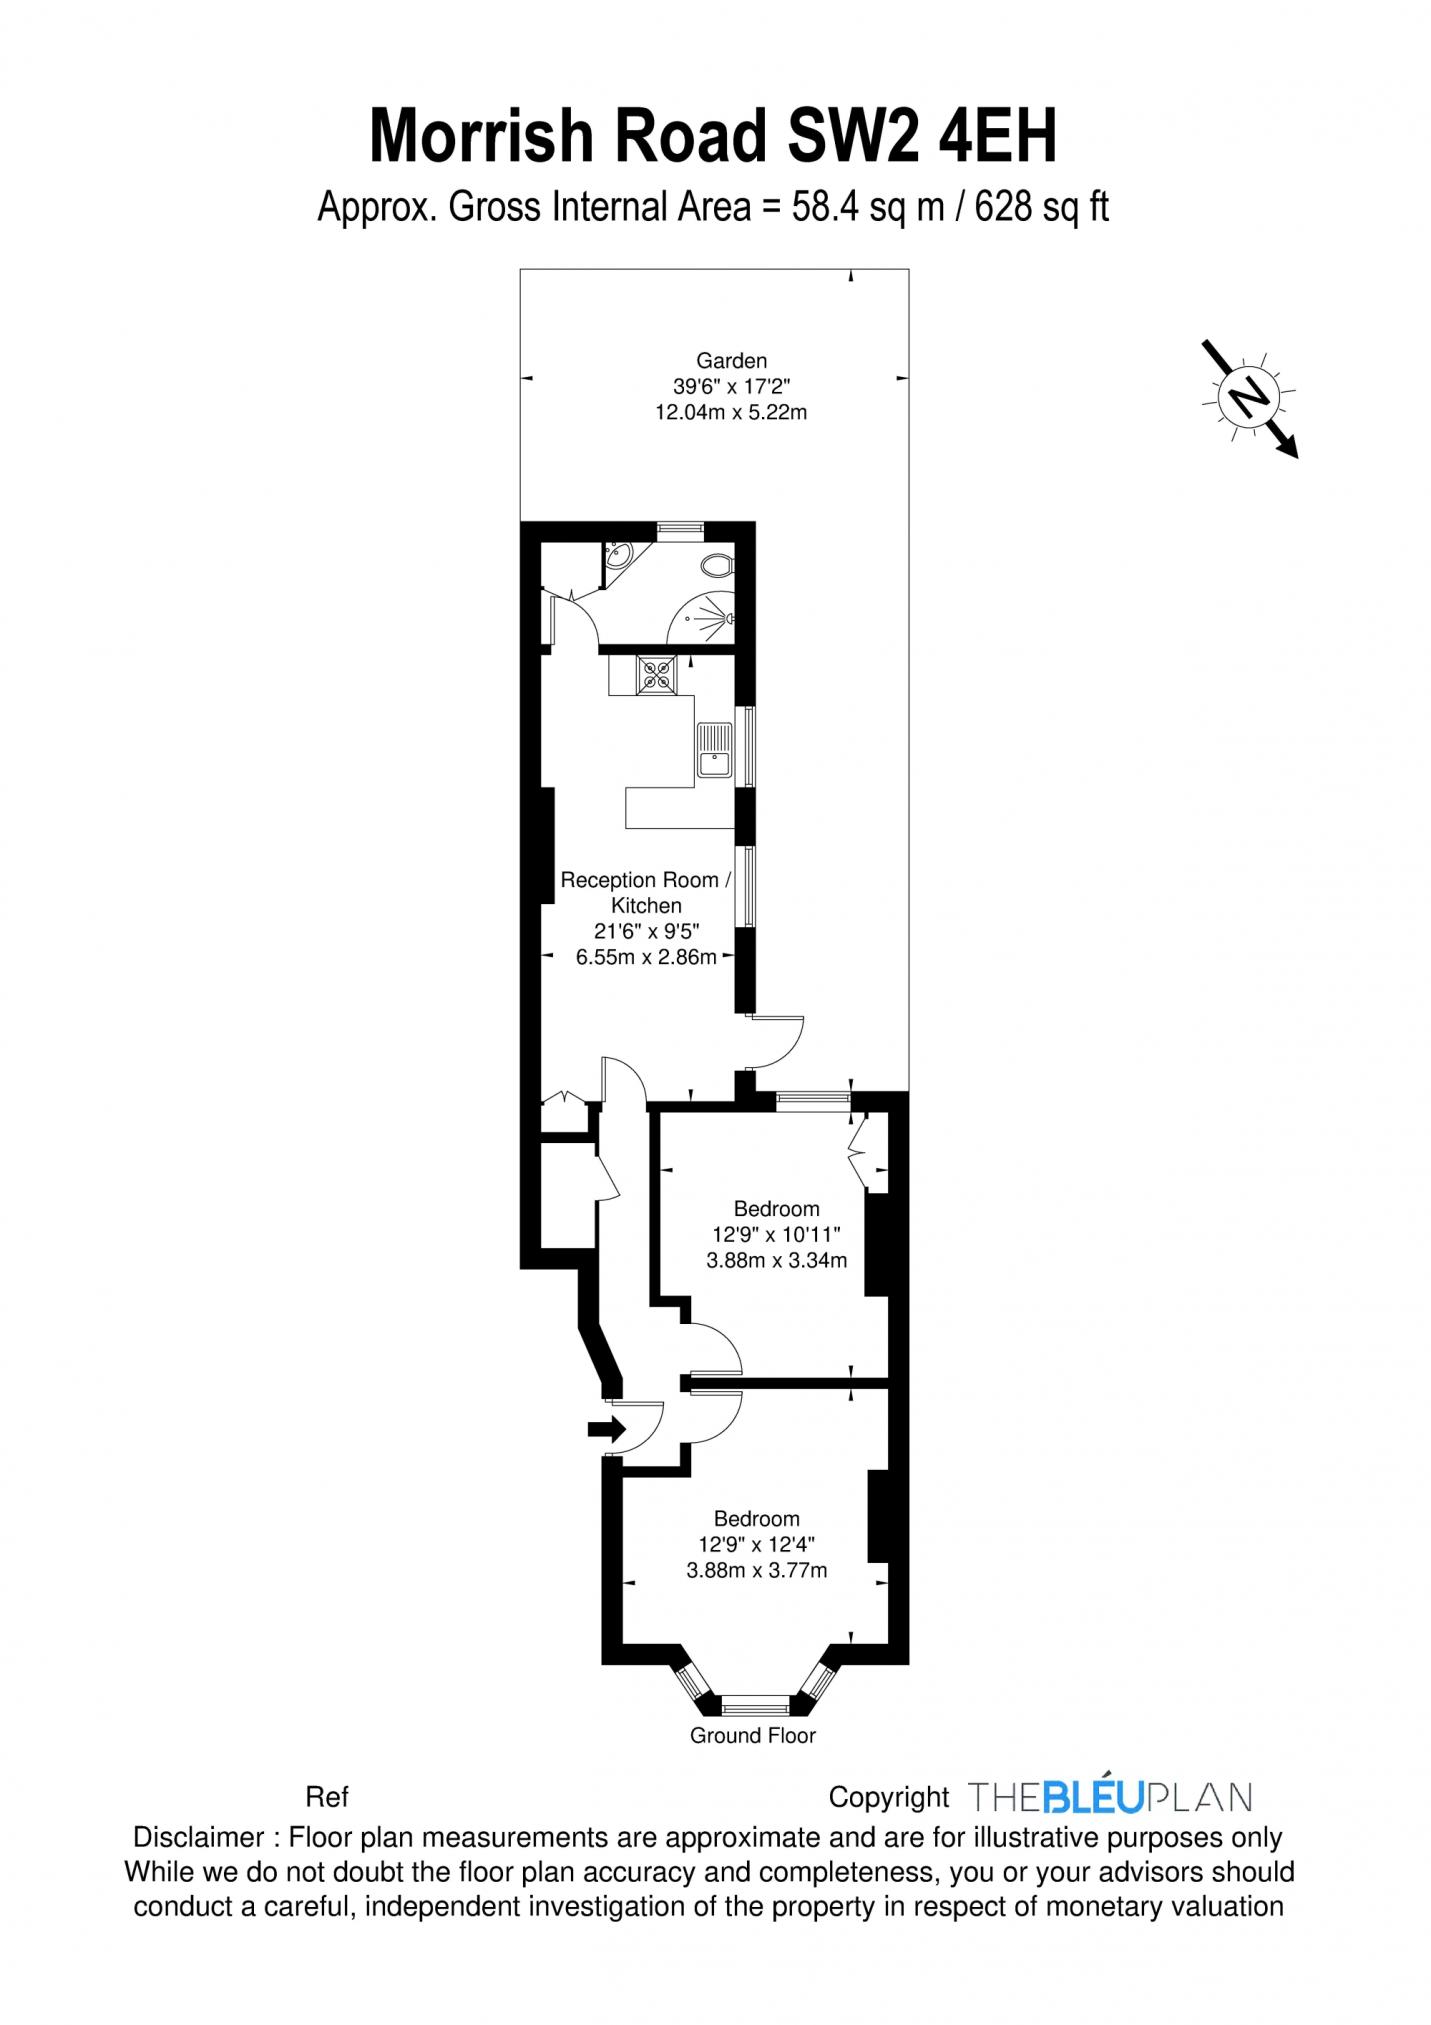 Morrish Road SW2 4EH
Approx. Gross Internal Area = 58.4 sq m / 628 sq ft
Garden
39'6" x 17'2"
12.04m x 5.22m
N
Reception Room /
Kitchen
21'6" x 9'5"
6.55m x 2.86m
Bedroom
12'9" x 10'11"
3.88m x 3.34m
Bedroom
12'9" x 12'4"
3.88m x 3.77m
Ground Floor
Ref
Copyright THEBLÉUPLAN
Disclaimer : Floor plan measurements are approximate and are for illustrative purposes only
While we do not doubt the floor plan accuracy and completeness, you or your advisors should
conduct a careful, independent investigation of the property in respect of monetary valuation